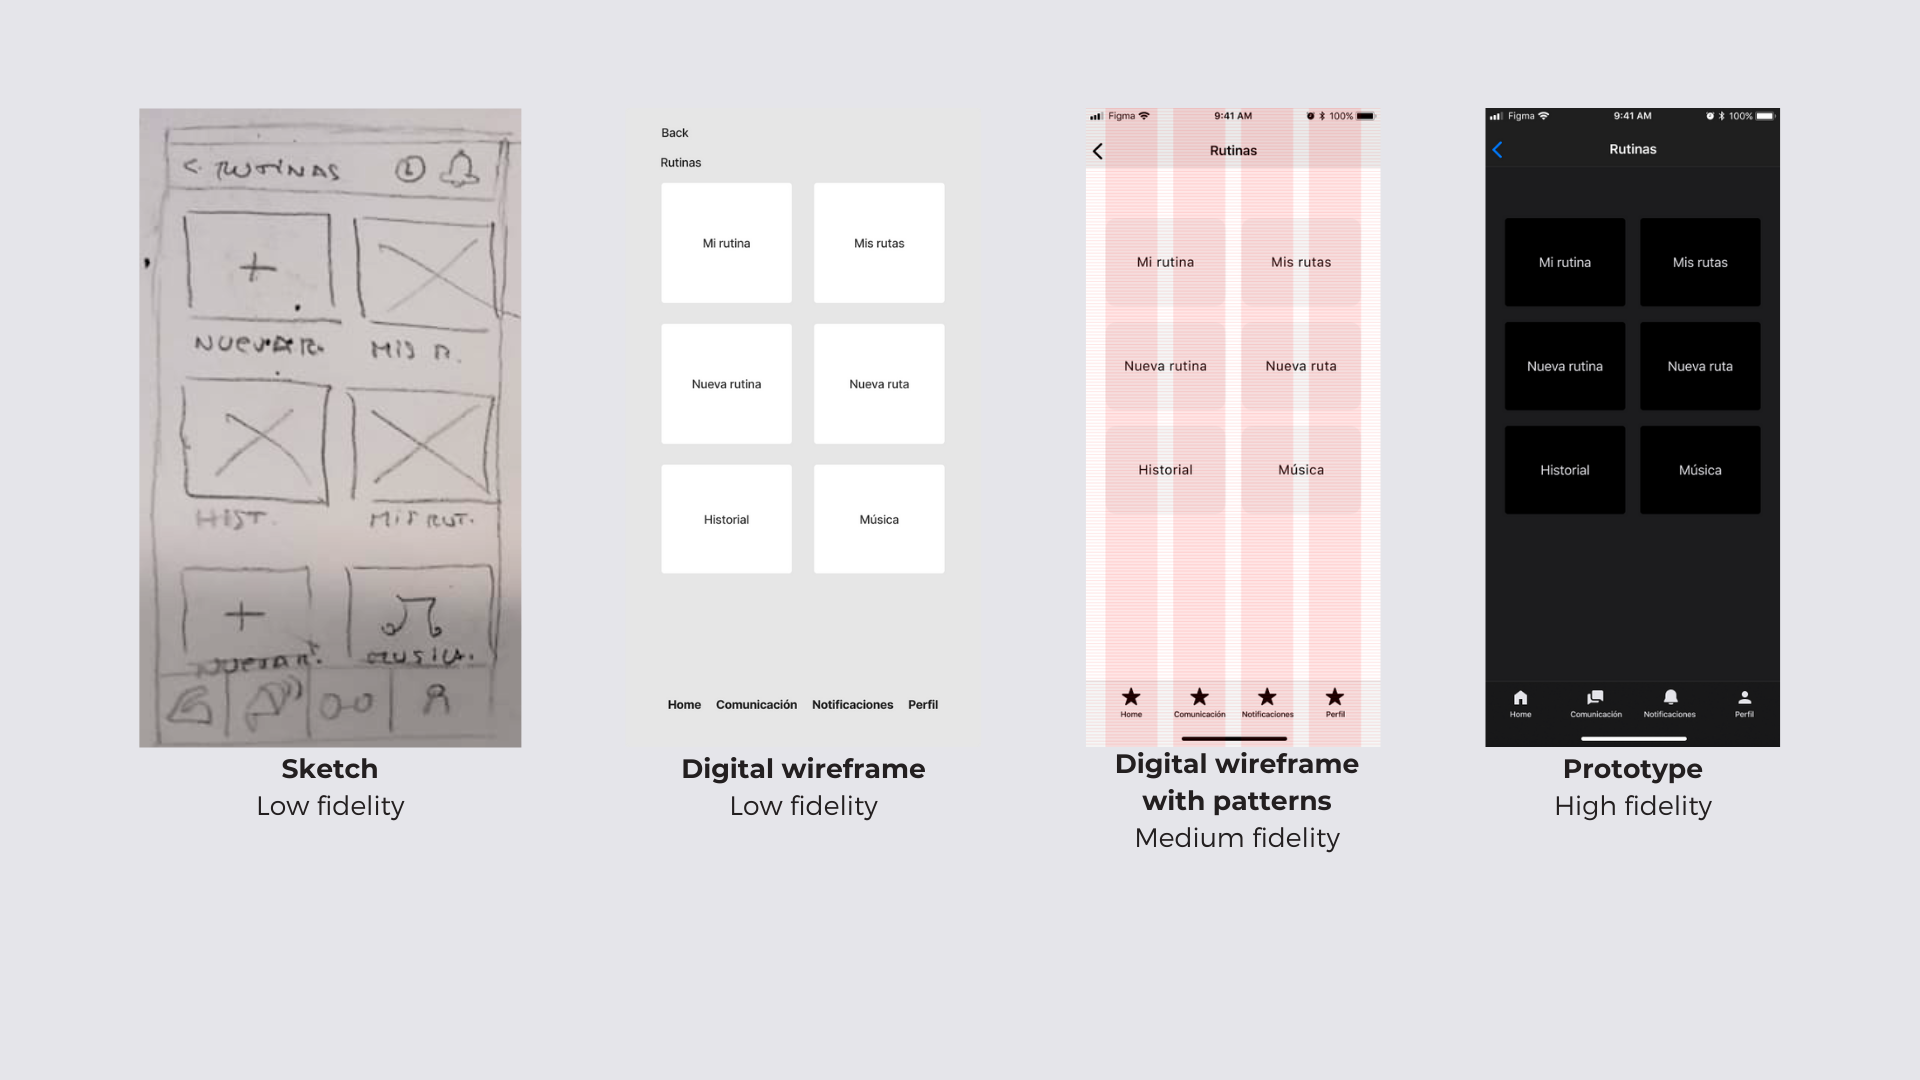 < RUTINAS
NUEVA R.
MIS R.
HIST.
MIS RUT.
NUEVA R.
MUSICA.
Sketch
Low fidelity
Back
Rutinas
Mi rutina
Mis rutas
Nueva rutina
Nueva ruta
Historial
Música
Home Comunicación Notificaciones Perfil
Digital wireframe
Low fidelity
Figma 9:41 AM 100%
Rutinas
Mi rutina
Mis rutas
Nueva rutina
Nueva ruta
Historial
Música
Home Comunicación Notificaciones Perfil
Digital wireframe
with patterns
Medium fidelity
Figma 9:41 AM 100%
Rutinas
Mi rutina
Mis rutas
Nueva rutina
Nueva ruta
Historial
Música
Home Comunicación Notificaciones Perfil
Prototype
High fidelity